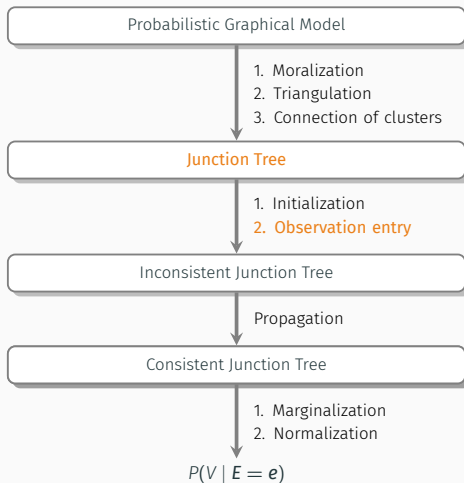 Probabilistic Graphical Model
1. Moralization
2. Triangulation
3. Connection of clusters
Junction Tree
1. Initialization
2. Observation entry
Inconsistent Junction Tree
Propagation
Consistent Junction Tree
1. Marginalization
2. Normalization
P(V | E = e)